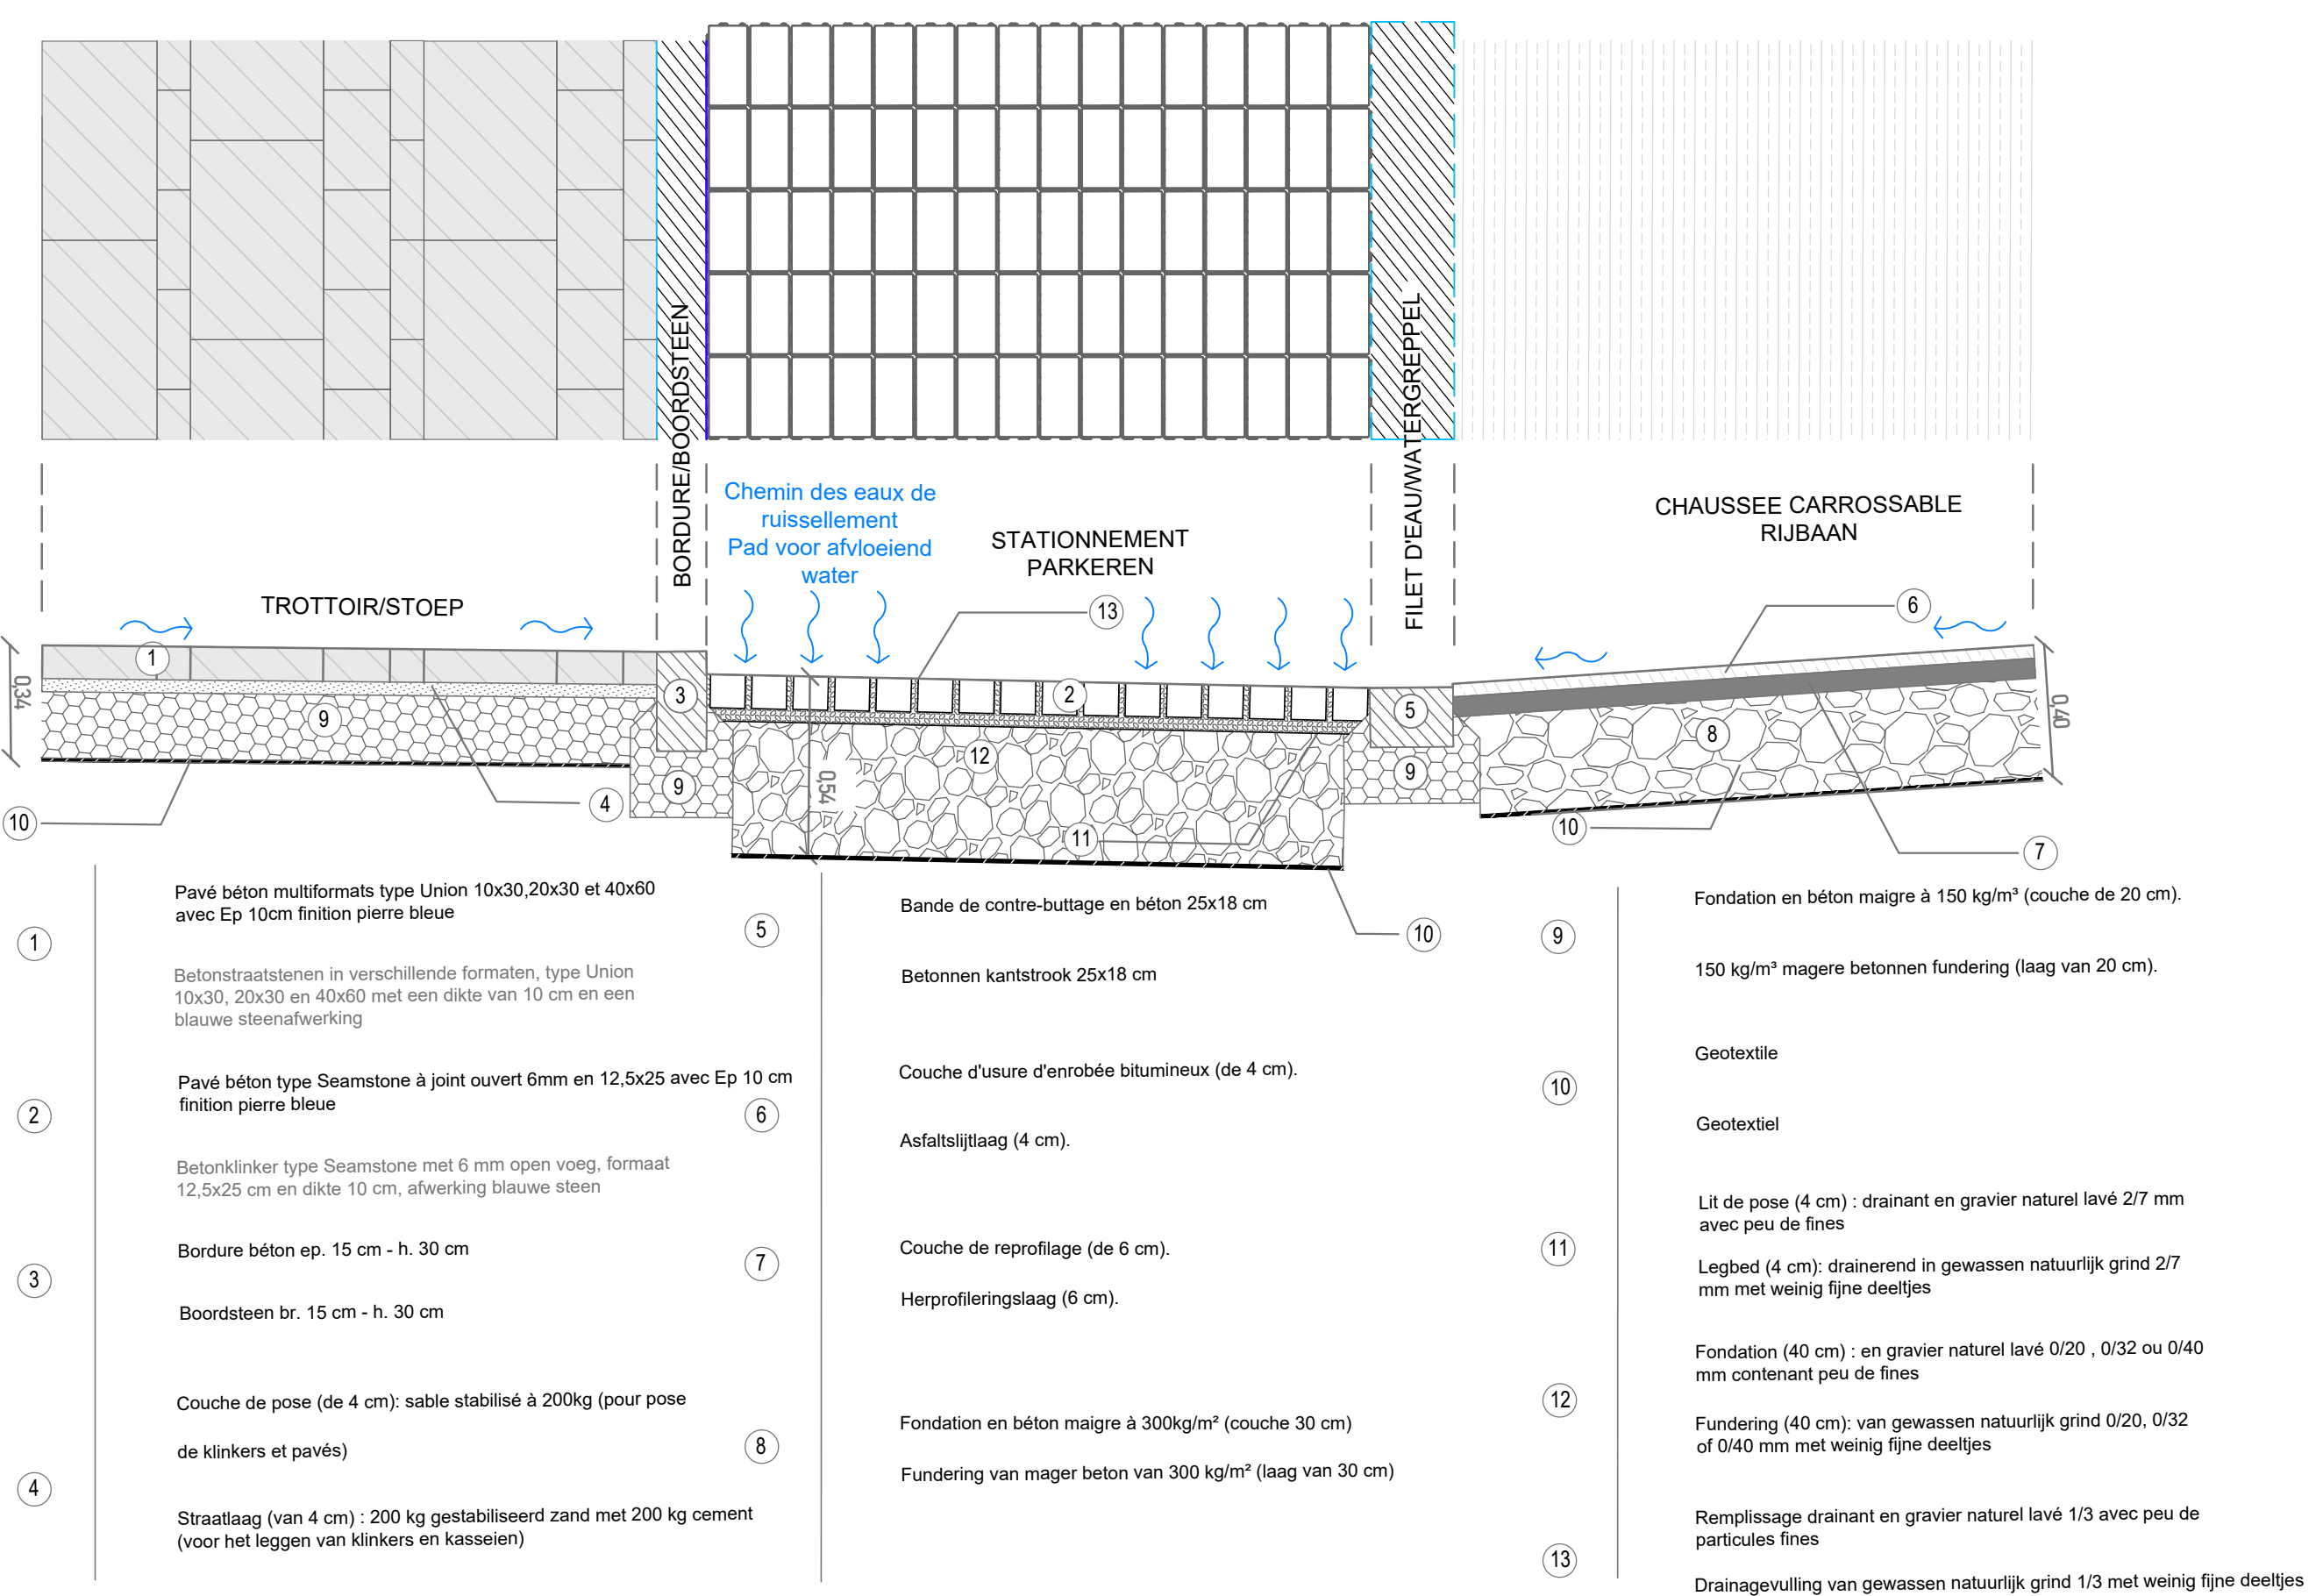 BORDURE/BOORDSTEEN
FILET D'EAU/WATERGREPPEL
Chemin des eaux de
ruissellement
Pad voor afvloeiend
water
STATIONNEMENT
PARKEREN
CHAUSSEE CARROSSABLE
RIJBAAN
TROTTOIR/STOEP
13
6
1
0,34
9
3
2
5
0,40
8
12
0,54
9
9
4
10
11
10
7
10
1
Pavé béton multiformats type Union 10x30,20x30 et 40x60
avec Ep 10cm finition pierre bleue
Betonstraatstenen in verschillende formaten, type Union
10x30, 20x30 en 40x60 met een dikte van 10 cm en een
blauwe steenafwerking
2
Pavé béton type Seamstone à joint ouvert 6mm en 12,5x25 avec Ep 10 cm
finition pierre bleue
Betonklinker type Seamstone met 6 mm open voeg, formaat
12,5x25 cm en dikte 10 cm, afwerking blauwe steen
3
Bordure béton ep. 15 cm - h. 30 cm
Boordsteen br. 15 cm - h. 30 cm
4
Couche de pose (de 4 cm): sable stabilisé à 200kg (pour pose
de klinkers et pavés)
Straatlaag (van 4 cm) : 200 kg gestabiliseerd zand met 200 kg cement
(voor het leggen van klinkers en kasseien)
5
Bande de contre-buttage en béton 25x18 cm
Betonnen kantstrook 25x18 cm
6
Couche d'usure d'enrobée bitumineux (de 4 cm).
Asfaltslijtlaag (4 cm).
7
Couche de reprofilage (de 6 cm).
Herprofileringslaag (6 cm).
8
Fondation en béton maigre à 300kg/m² (couche 30 cm)
Fundering van mager beton van 300 kg/m² (laag van 30 cm)
9
Fondation en béton maigre à 150 kg/m³ (couche de 20 cm).
150 kg/m³ magere betonnen fundering (laag van 20 cm).
10
Geotextile
Geotextiel
11
Lit de pose (4 cm) : drainant en gravier naturel lavé 2/7 mm
avec peu de fines
Legbed (4 cm): drainerend in gewassen natuurlijk grind 2/7
mm met weinig fijne deeltjes
12
Fondation (40 cm) : en gravier naturel lavé 0/20 , 0/32 ou 0/40
mm contenant peu de fines
Fundering (40 cm): van gewassen natuurlijk grind 0/20, 0/32
of 0/40 mm met weinig fijne deeltjes
13
Remplissage drainant en gravier naturel lavé 1/3 avec peu de
particules fines
Drainagevulling van gewassen natuurlijk grind 1/3 met weinig fijne deeltjes